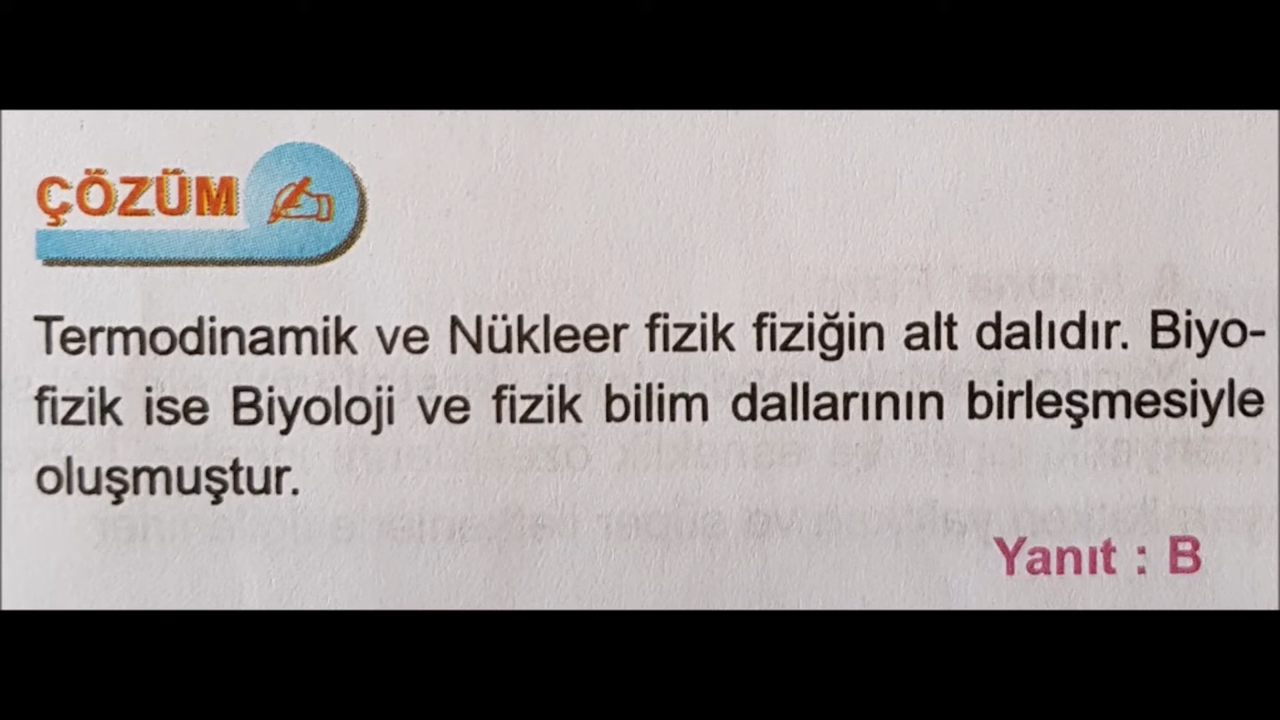 ÇÖZÜM
Termodinamik ve Nükleer fizik fiziğin alt dalıdır. Biyo-
fizik ise Biyoloji ve fizik bilim dallarının birleşmesiyle
oluşmuştur.
Yanıt : B